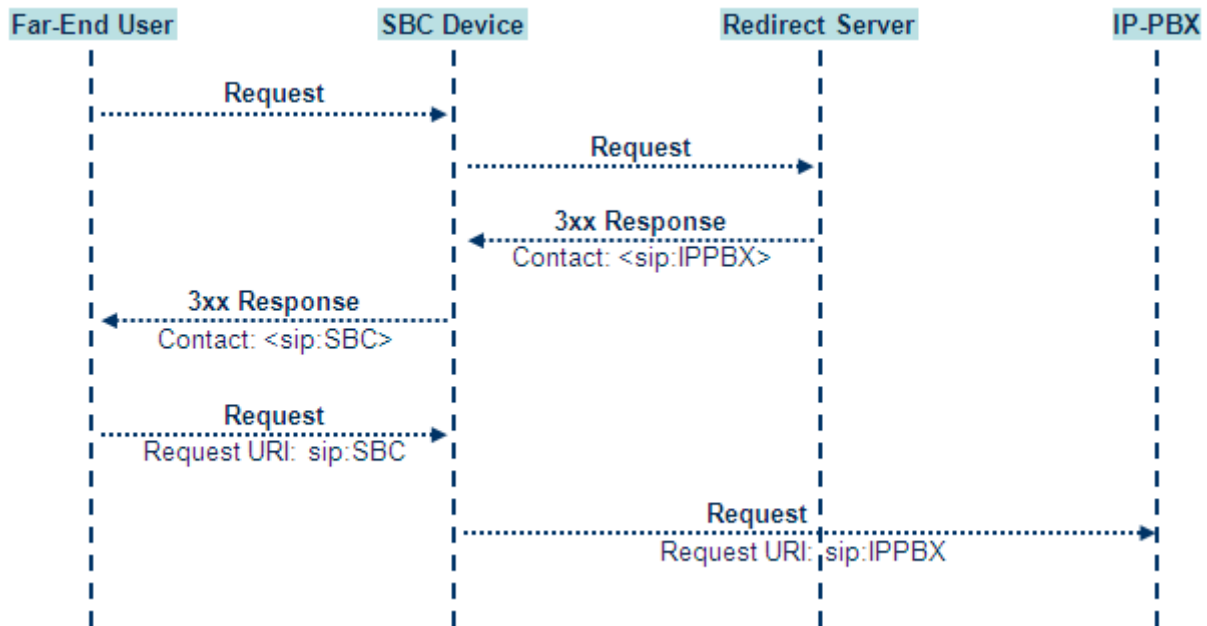 Far-End User SBC Device Redirect Server IP-PBX
Request
Request
3xx Response
Contact: <sip:IPPBX>
3xx Response
Contact: <sip:SBC>
Request
Request URI: sip:SBC
Request
Request URI: sip:IPPBX